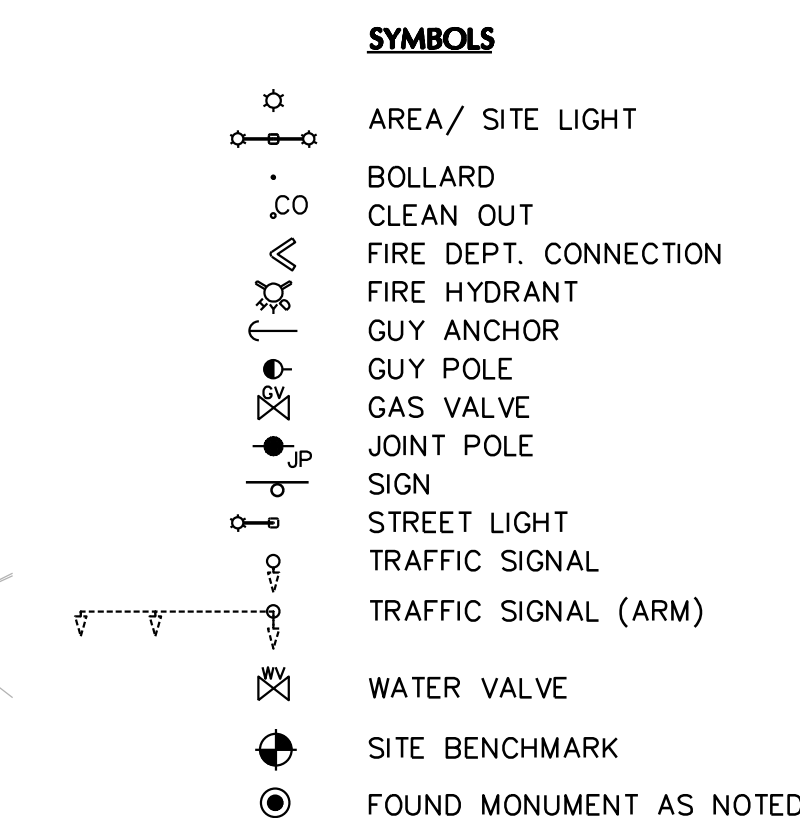 SYMBOLS
AREA/ SITE LIGHT
BOLLARD
CO CLEAN OUT
FIRE DEPT. CONNECTION
HYD FIRE HYDRANT
GUY ANCHOR
GUY POLE
GV GAS VALVE
JOINT POLE
JP
SIGN
STREET LIGHT
TRAFFIC SIGNAL
TRAFFIC SIGNAL (ARM)
WV WATER VALVE
SITE BENCHMARK
FOUND MONUMENT AS NOTED